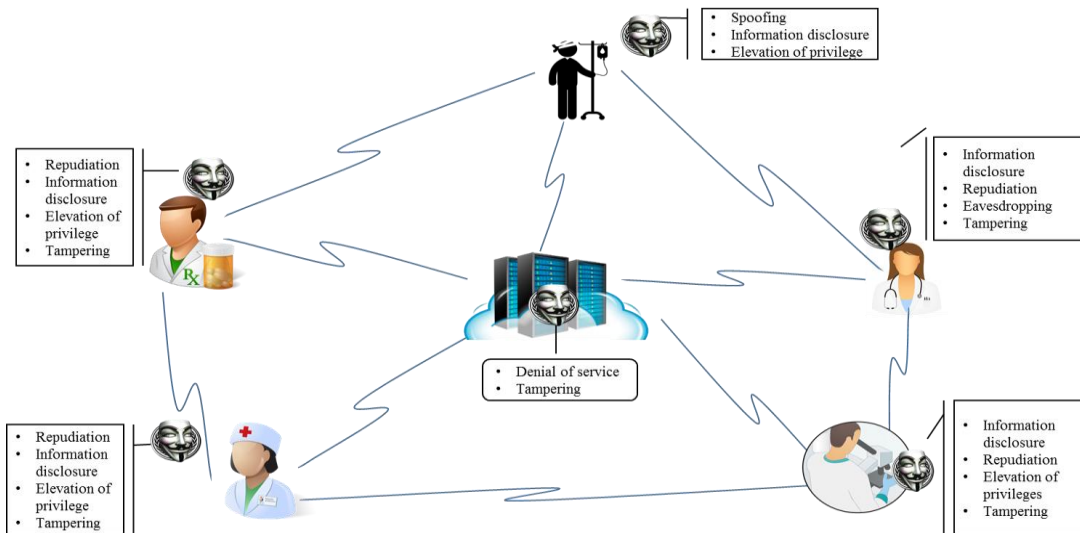 • Spoofing
• Information disclosure
• Elevation of privilege
• Repudiation
• Information
disclosure
• Elevation of
privilege
• Tampering
• Information
disclosure
• Repudiation
• Eavesdropping
• Tampering
Rx
• Denial of service
• Tampering
• Repudiation
• Information
disclosure
• Elevation of
privilege
• Tampering
• Information
disclosure
• Repudiation
• Elevation of
privileges
• Tampering